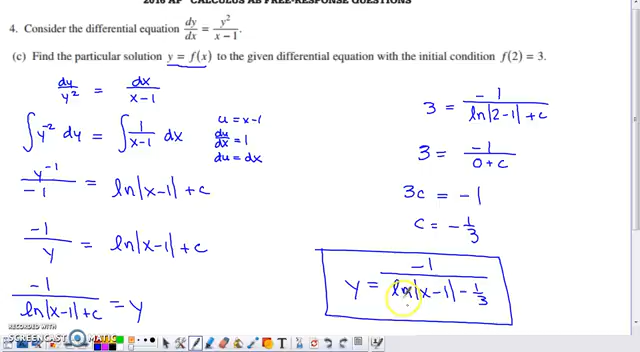 2016 AP® CALCULUS AB FREE-RESPONSE QUESTIONS
4. Consider the differential equation dy/dx = y²/(x − 1).
(c) Find the particular solution y = f(x) to the given differential equation with the initial condition f(2) = 3.
dy/y² = dx/(x−1)
∫ y⁻² dy = ∫ 1/(x−1) dx
u = x−1
du/dx = 1
du = dx
y⁻¹/−1 = ln|x−1| + c
−1/y = ln|x−1| + c
−1/(ln|x−1| + c) = y
3 = −1/(ln|2−1| + c)
3 = −1/(0 + c)
3c = −1
c = −1/3
y = −1/(ln|x−1| − 1/3)
RECORDED WITH
SCREENCAST MATIC